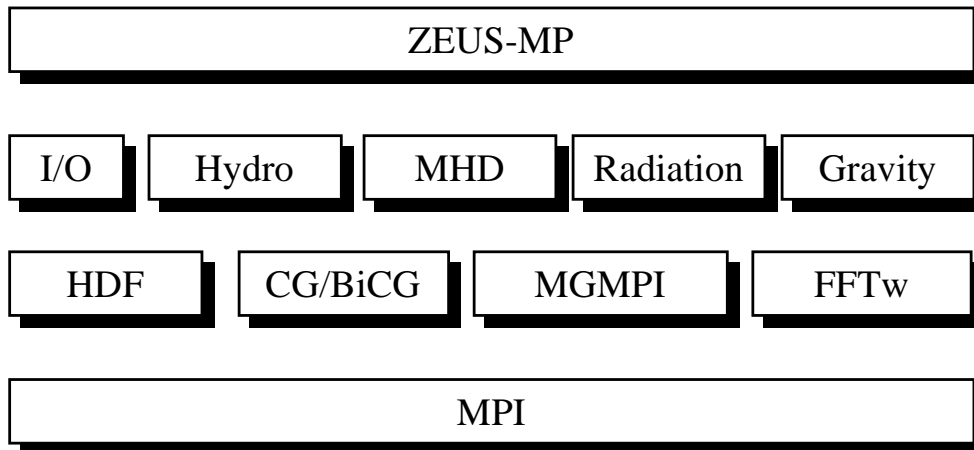 ZEUS-MP
I/O Hydro MHD Radiation Gravity
HDF CG/BiCG MGMPI FFTw
MPI